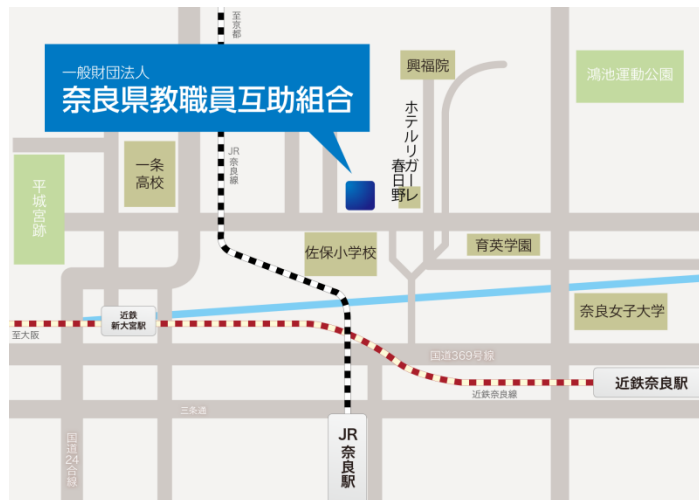 至京都
一般財団法人
奈良県教職員互助組合
興福院
鴻池運動公園
ホテルリガーレ
春日野
JR奈良線
一条
高校
平城宮跡
佐保小学校
育英学園
近鉄
新大宮駅
奈良女子大学
至大阪
国道369号線
近鉄奈良駅
近鉄奈良線
三条通
国道24合線
JR
奈良駅